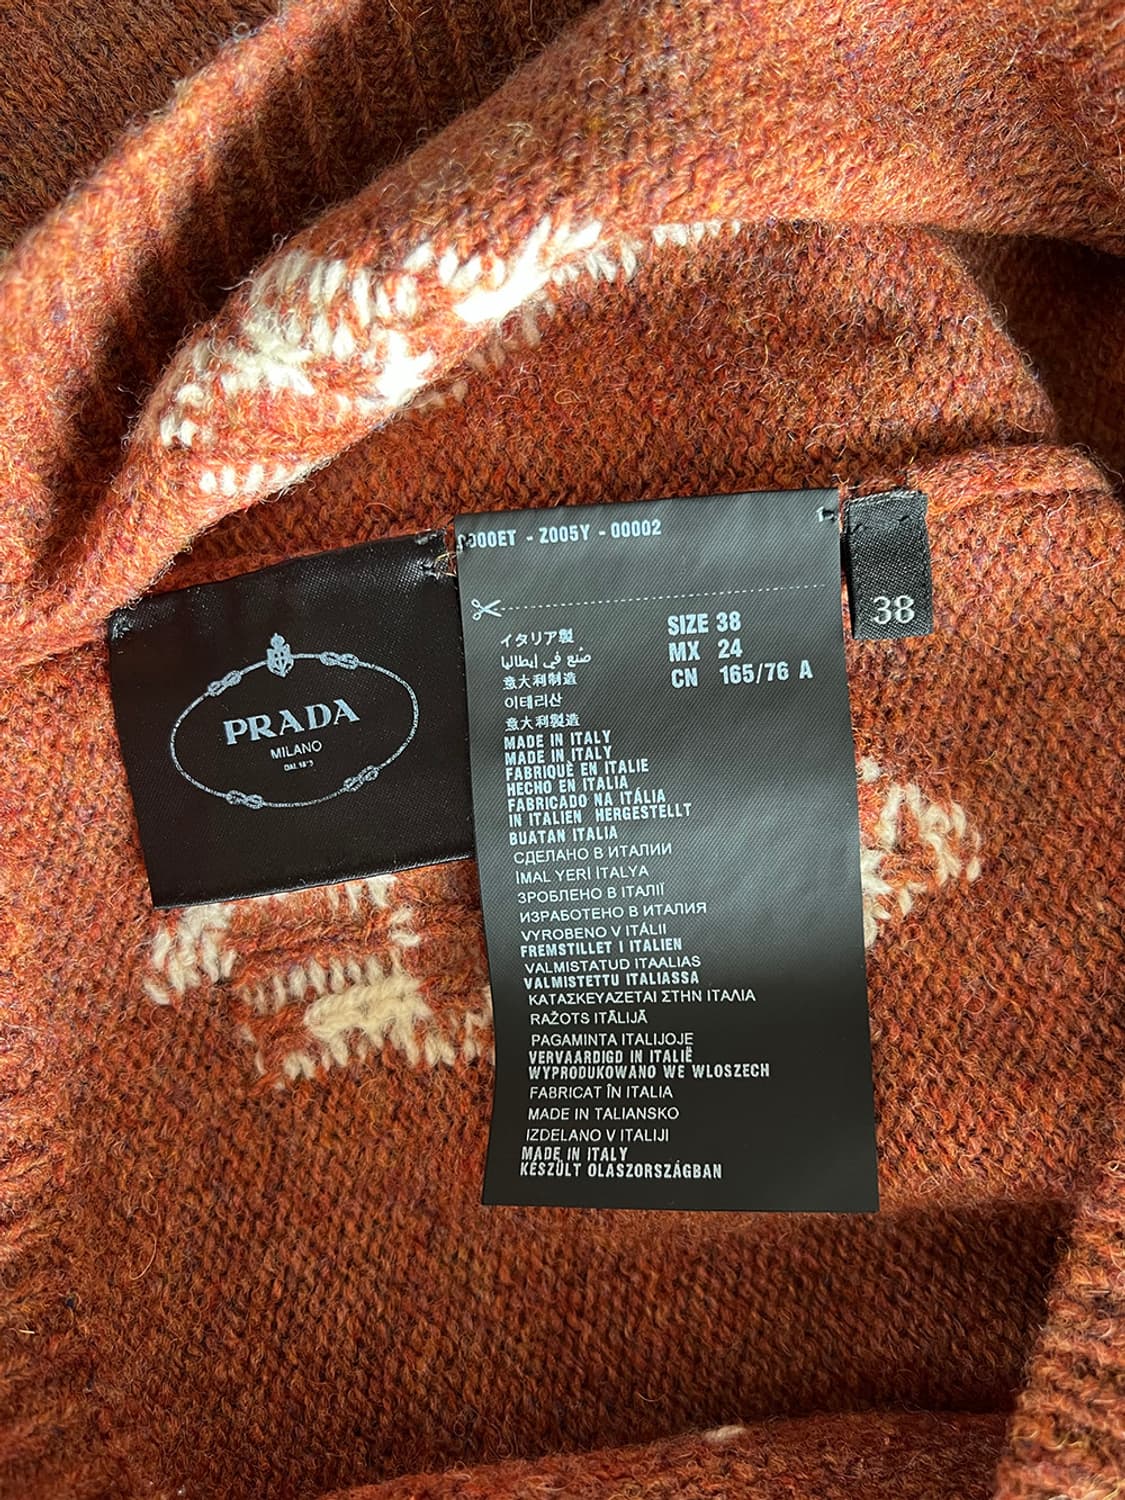 PRADA
MILANO
000ET - Z005Y - 00002
SIZE 38
MX 24
CN 165/76 A
38
イタリア製
صنع في إيطاليا
意大利制造
이테리산
意大利製造
MADE IN ITALY
MADE IN ITALY
FABRIQUÉ EN ITALIE
HECHO EN ITALIA
FABRICADO NA ITÁLIA
IN ITALIEN HERGESTELLT
BUATAN ITALIA
СДЕЛАНО В ИТАЛИИ
İMAL YERİ İTALYA
ЗРОБЛЕНО В ІТАЛІЇ
ИЗРАБОТЕНО В ИТАЛИЯ
VYROBENO V ITÁLII
FREMSTILLET I ITALIEN
VALMISTATUD ITAALIAS
VALMISTETTU ITALIASSA
ΚΑΤΑΣΚΕΥΑΖΕΤΑΙ ΣΤΗΝ ΙΤΑΛΙΑ
RAŽOTS ITĀLIJĀ
PAGAMINTA ITALIJOJE
VERVAARDIGD IN ITALIË
WYPRODUKOWANO WE WLOSZECH
FABRICAT ÎN ITALIA
MADE IN TALIANSKO
IZDELANO V ITALIJI
MADE IN ITALY
KÉSZÜLT OLASZORSZÁGBAN